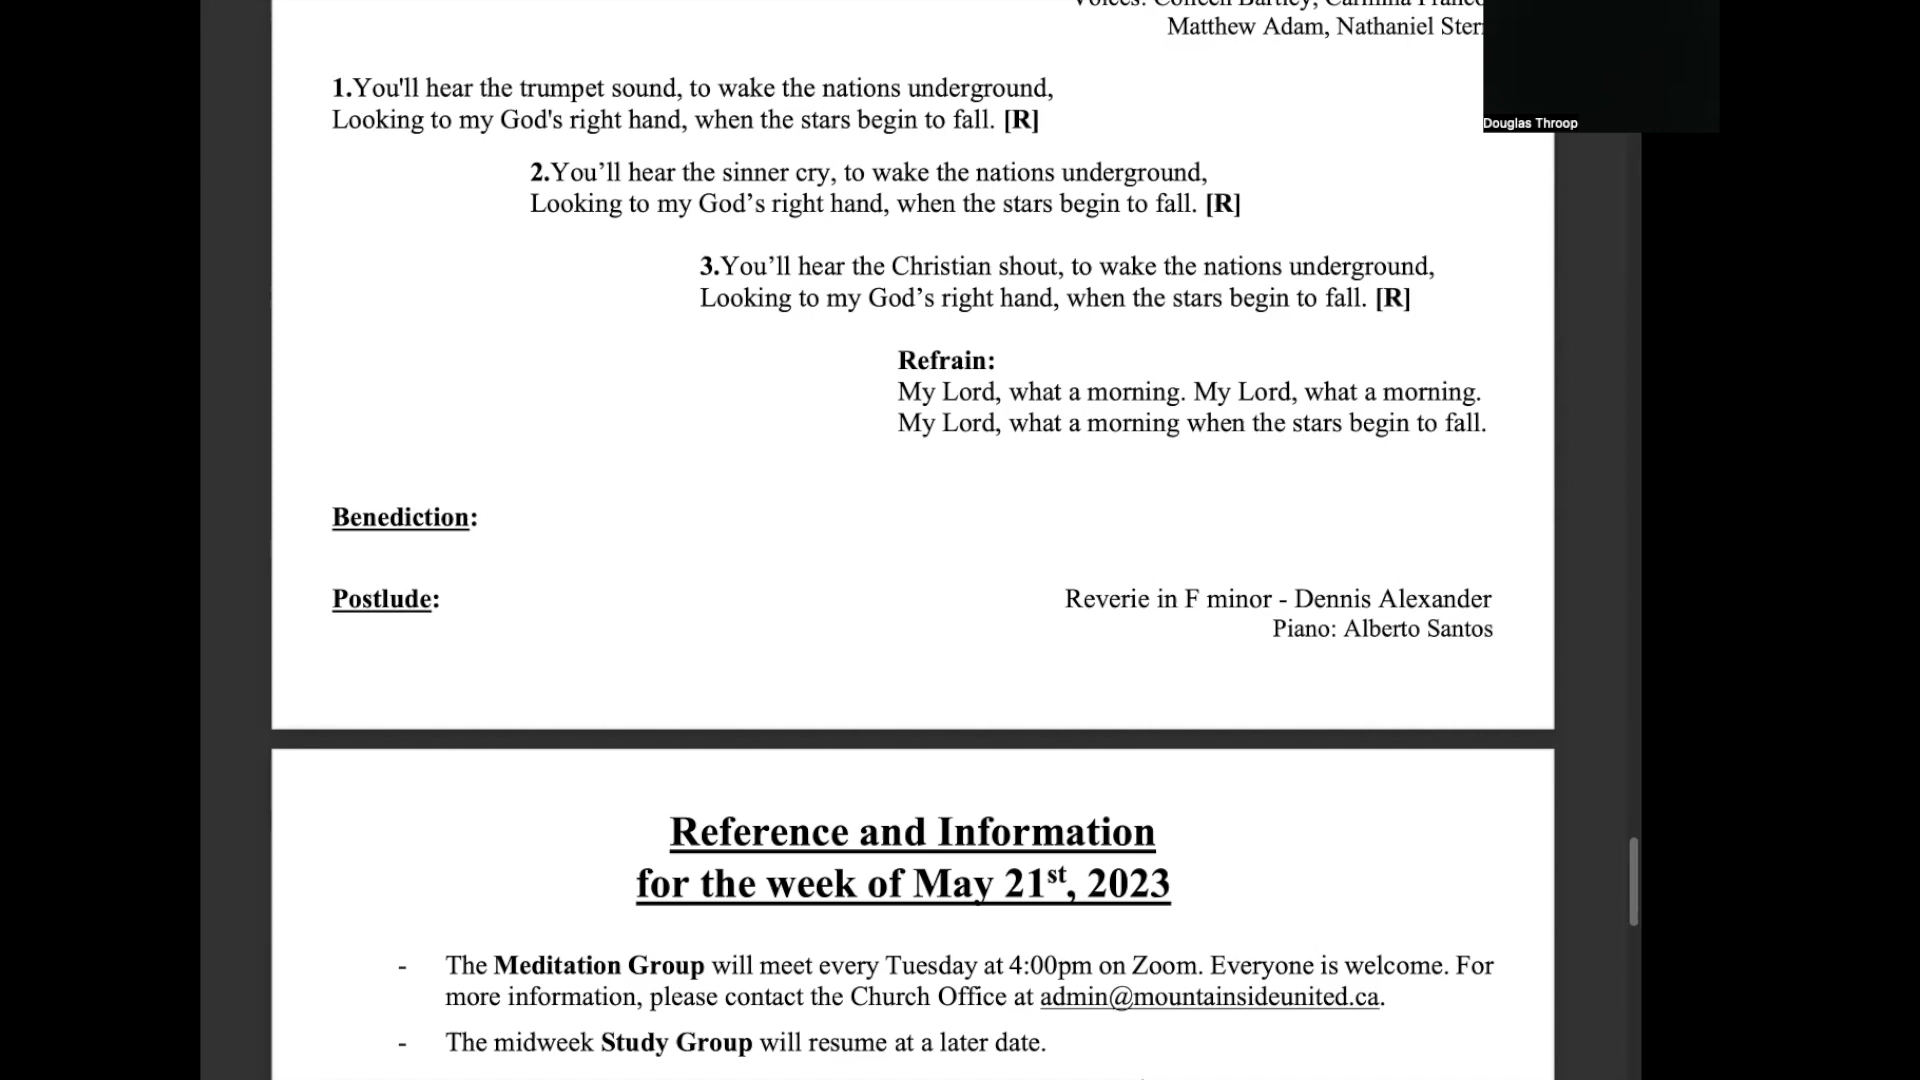 Matthew Adam, Nathaniel
Douglas Throop
1.You'll hear the trumpet sound, to wake the nations underground,
Looking to my God's right hand, when the stars begin to fall. [R]
2.You’ll hear the sinner cry, to wake the nations underground,
Looking to my God’s right hand, when the stars begin to fall. [R]
3.You’ll hear the Christian shout, to wake the nations underground,
Looking to my God’s right hand, when the stars begin to fall. [R]
Refrain:
My Lord, what a morning. My Lord, what a morning.
My Lord, what a morning when the stars begin to fall.
Benediction:
Postlude: Reverie in F minor - Dennis Alexander
Piano: Alberto Santos
Reference and Information
for the week of May 21st, 2023
- The Meditation Group will meet every Tuesday at 4:00pm on Zoom. Everyone is welcome. For
more information, please contact the Church Office at admin@mountainsideunited.ca.
- The midweek Study Group will resume at a later date.